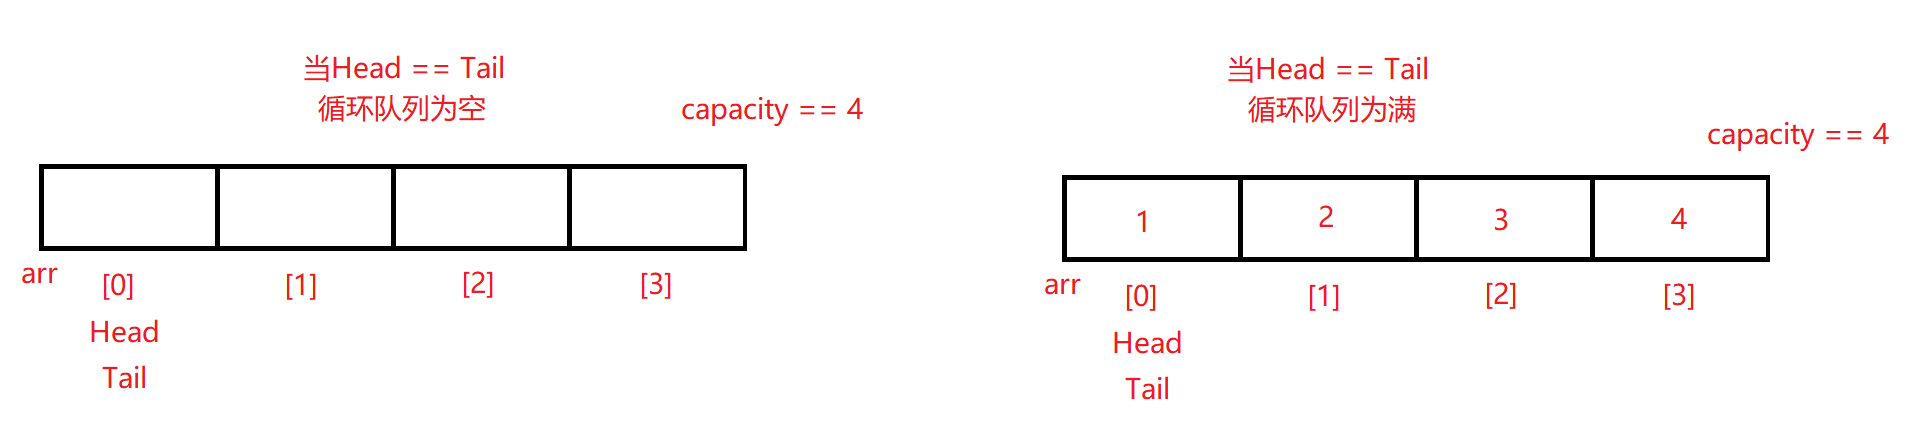 当Head == Tail
循环队列为空
capacity == 4
arr [0] [1] [2] [3]
Head
Tail
当Head == Tail
循环队列为满
capacity == 4
1 2 3 4
arr [0] [1] [2] [3]
Head
Tail